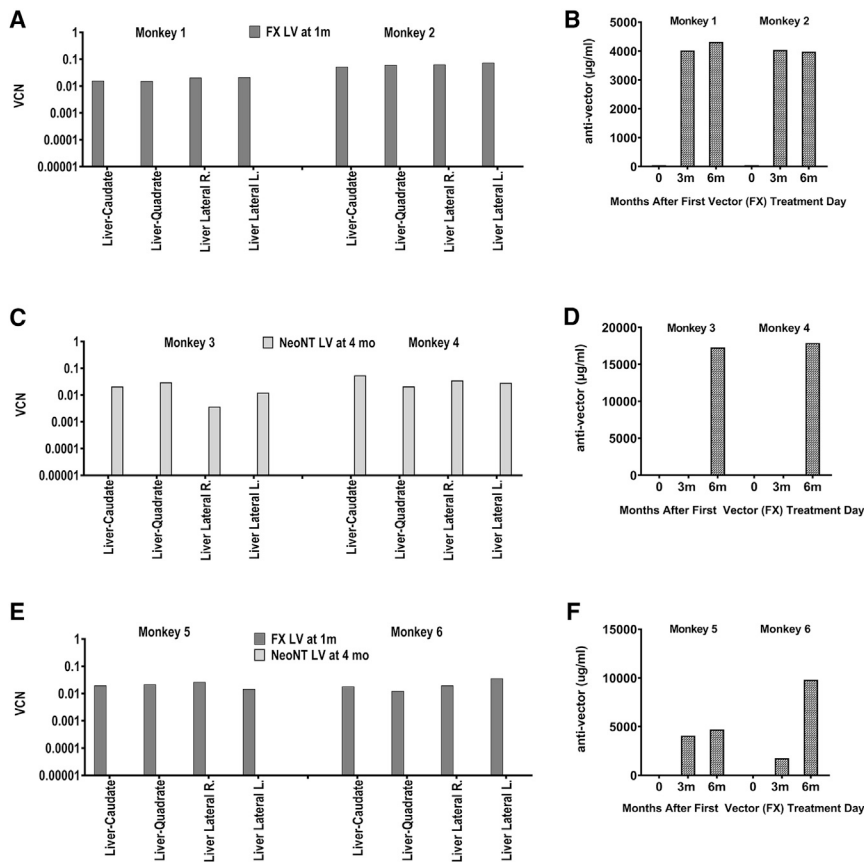 A
Monkey 1
FX LV at 1m
Monkey 2
VCN
1
0.1
0.01
0.001
0.0001
0.00001
Liver-Caudate
Liver-Quadrate
Liver Lateral R.
Liver Lateral L.
Liver-Caudate
Liver-Quadrate
Liver Lateral R.
Liver Lateral L.
B
Monkey 1
Monkey 2
anti-vector (µg/ml)
5000
4000
3000
2000
1000
0
0 3m 6m 0 3m 6m
Months After First Vector (FX) Treatment Day
C
Monkey 3
NeoNT LV at 4 mo
Monkey 4
VCN
1
0.1
0.01
0.001
0.0001
0.00001
Liver-Caudate
Liver-Quadrate
Liver Lateral R.
Liver Lateral L.
Liver-Caudate
Liver-Quadrate
Liver Lateral R.
Liver Lateral L.
D
Monkey 3
Monkey 4
anti-vector (µg/ml)
20000
15000
10000
5000
0
0 3m 6m 0 3m 6m
Months After First Vector (FX) Treatment Day
E
Monkey 5
FX LV at 1m
NeoNT LV at 4 mo
Monkey 6
VCN
1
0.1
0.01
0.001
0.0001
0.00001
Liver-Caudate
Liver-Quadrate
Liver Lateral R.
Liver Lateral L.
Liver-Caudate
Liver-Quadrate
Liver Lateral R.
Liver Lateral L.
F
Monkey 5
Monkey 6
anti-vector (ug/ml)
15000
10000
5000
0
0 3m 6m 0 3m 6m
Months After First Vector (FX) Treatment Day